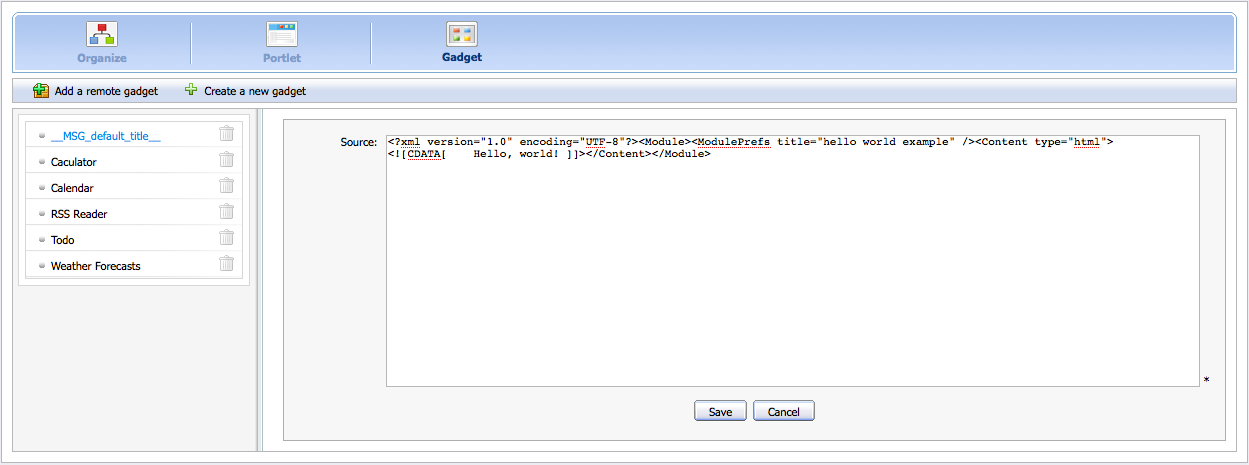 Organize
Portlet
Gadget
Add a remote gadget
Create a new gadget
__MSG_default_title__
Caculator
Calendar
RSS Reader
Todo
Weather Forecasts
Source:
<?xml version="1.0" encoding="UTF-8"?><Module><ModulePrefs title="hello world example" /><Content type="html">
<![CDATA[    Hello, world! ]]></Content></Module>
*
Save
Cancel